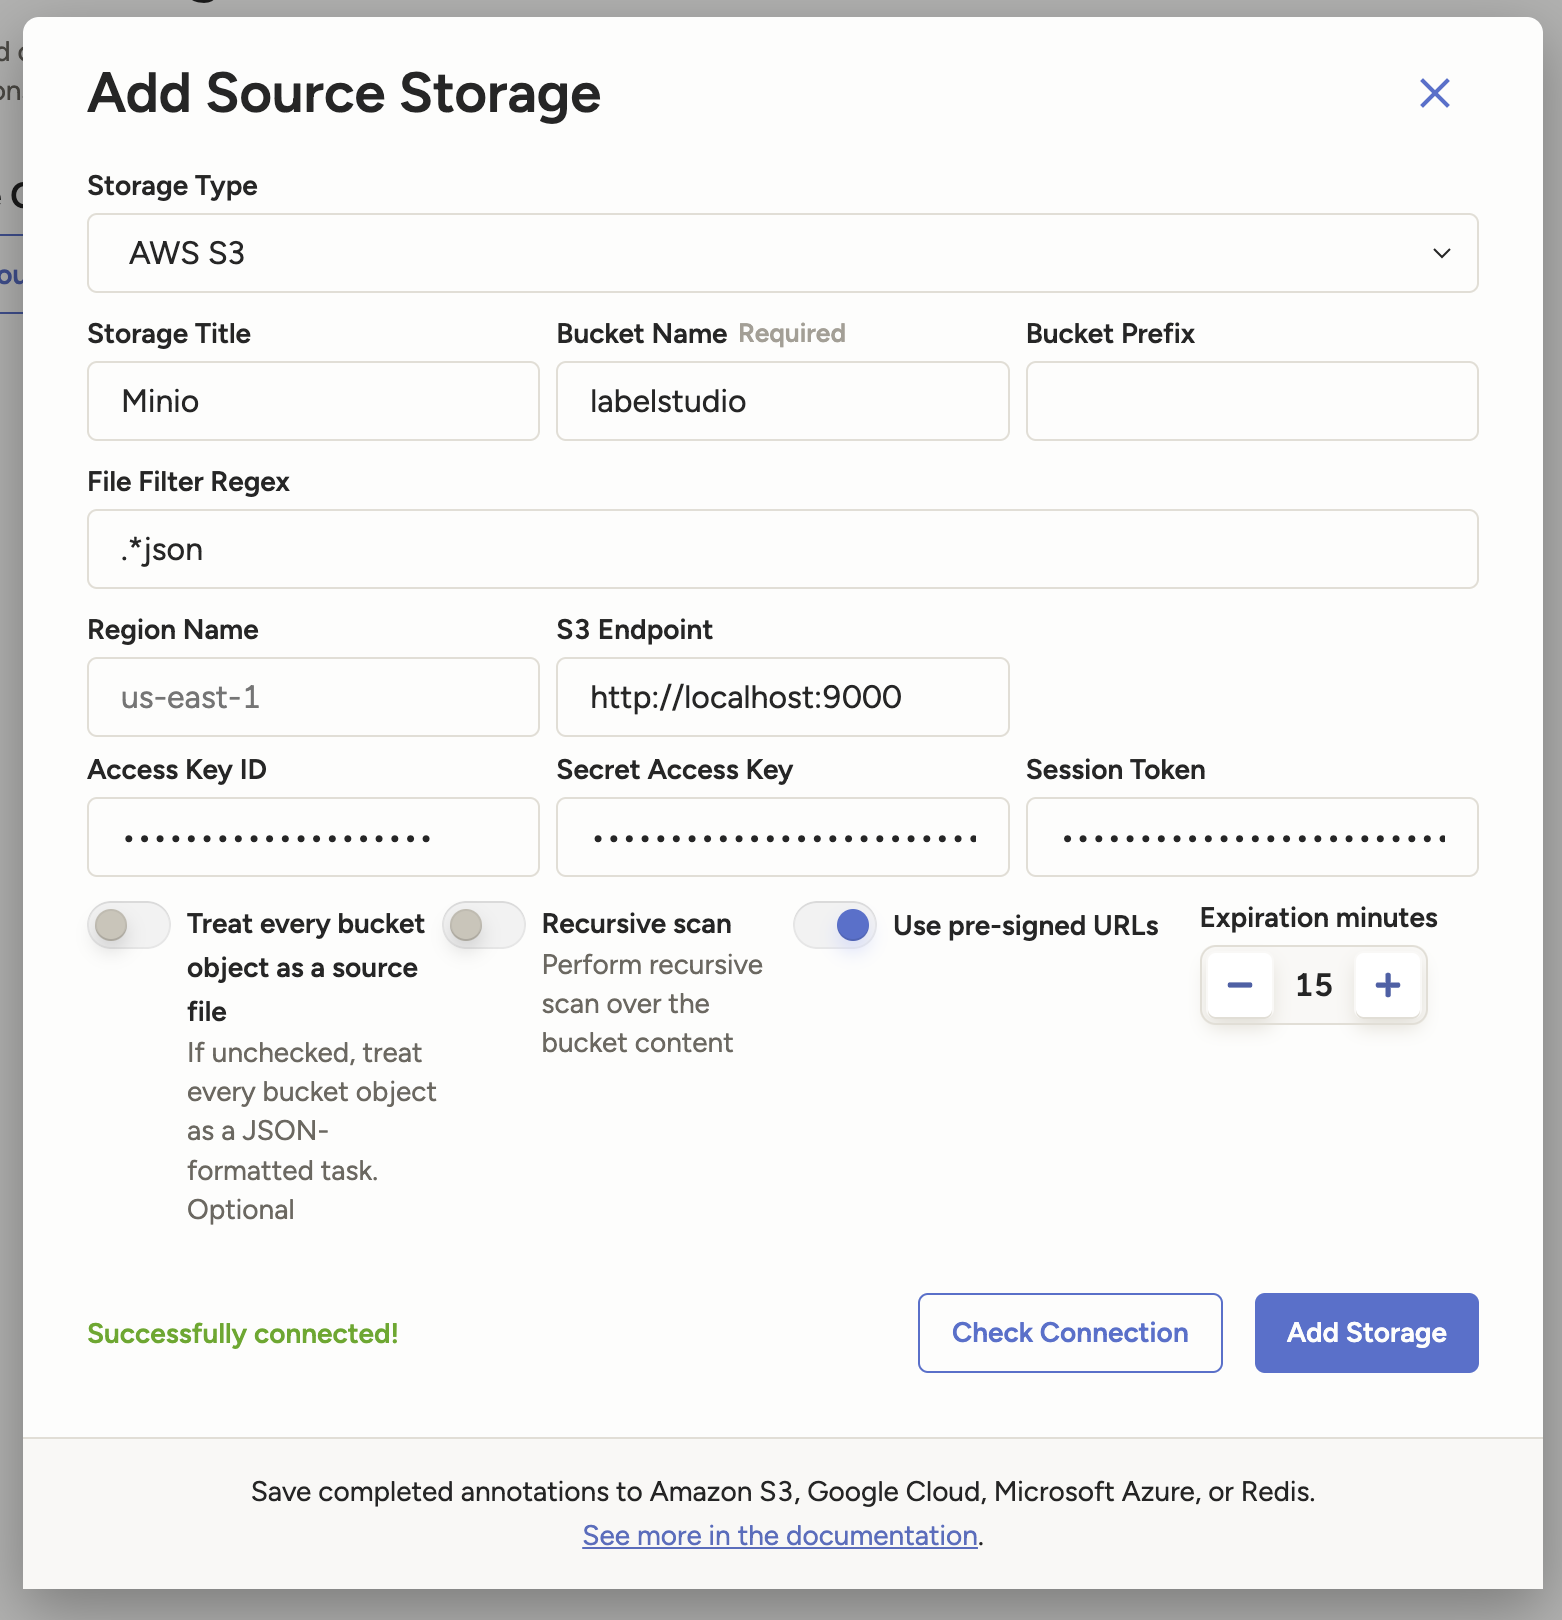 Add Source Storage
Storage Type
AWS S3
Storage Title
Bucket Name Required
Bucket Prefix
Minio
labelstudio
File Filter Regex
.*json
Region Name
S3 Endpoint
us-east-1
http://localhost:9000
Access Key ID
Secret Access Key
Session Token
Treat every bucket
object as a source
file
If unchecked, treat
every bucket object
as a JSON-
formatted task.
Optional
Recursive scan
Perform recursive
scan over the
bucket content
Use pre-signed URLs
Expiration minutes
15
Successfully connected!
Check Connection
Add Storage
Save completed annotations to Amazon S3, Google Cloud, Microsoft Azure, or Redis.
See more in the documentation.